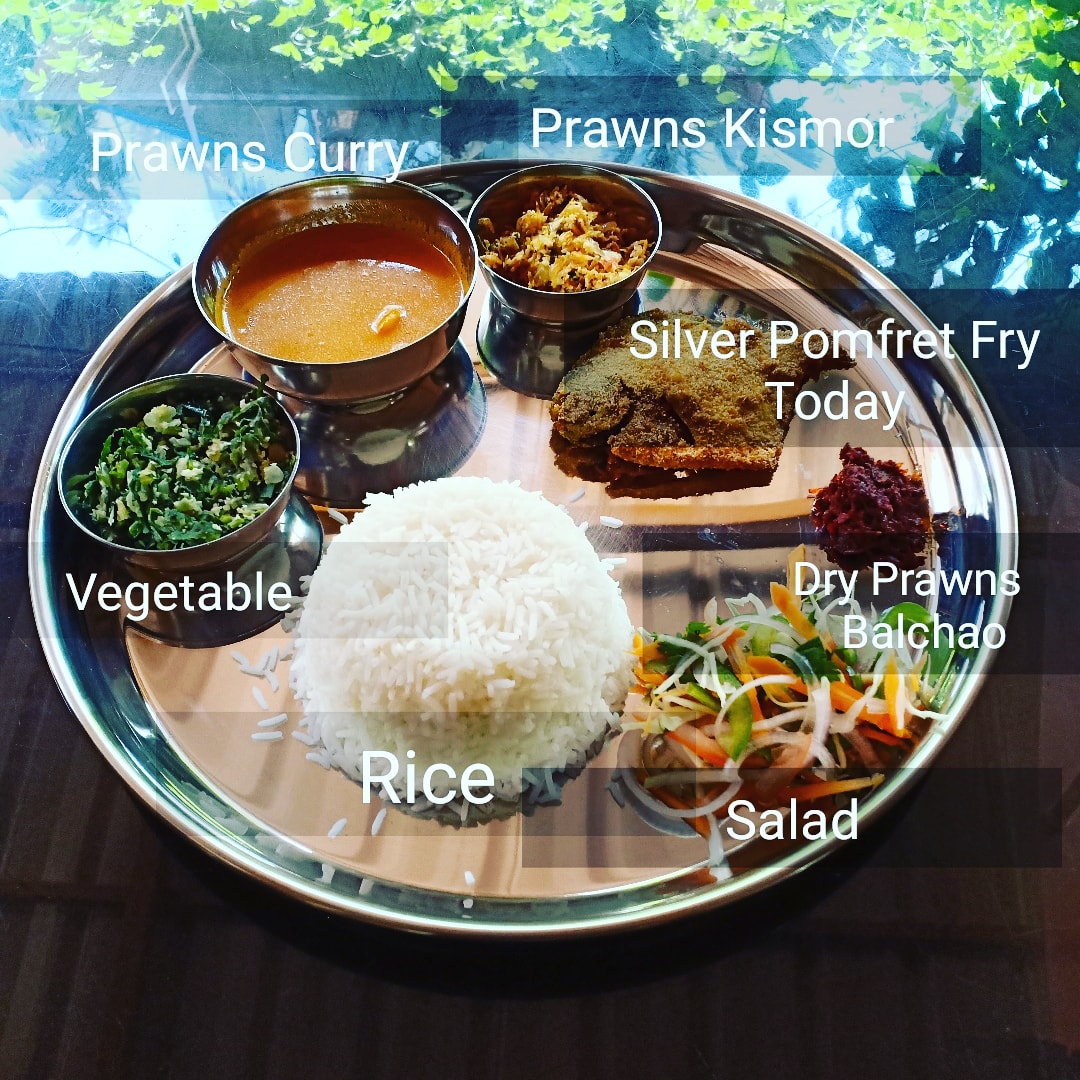 Prawns Curry
Prawns Kismor
Silver Pomfret Fry
Today
Vegetable
Dry Prawns
Balchao
Rice
Salad